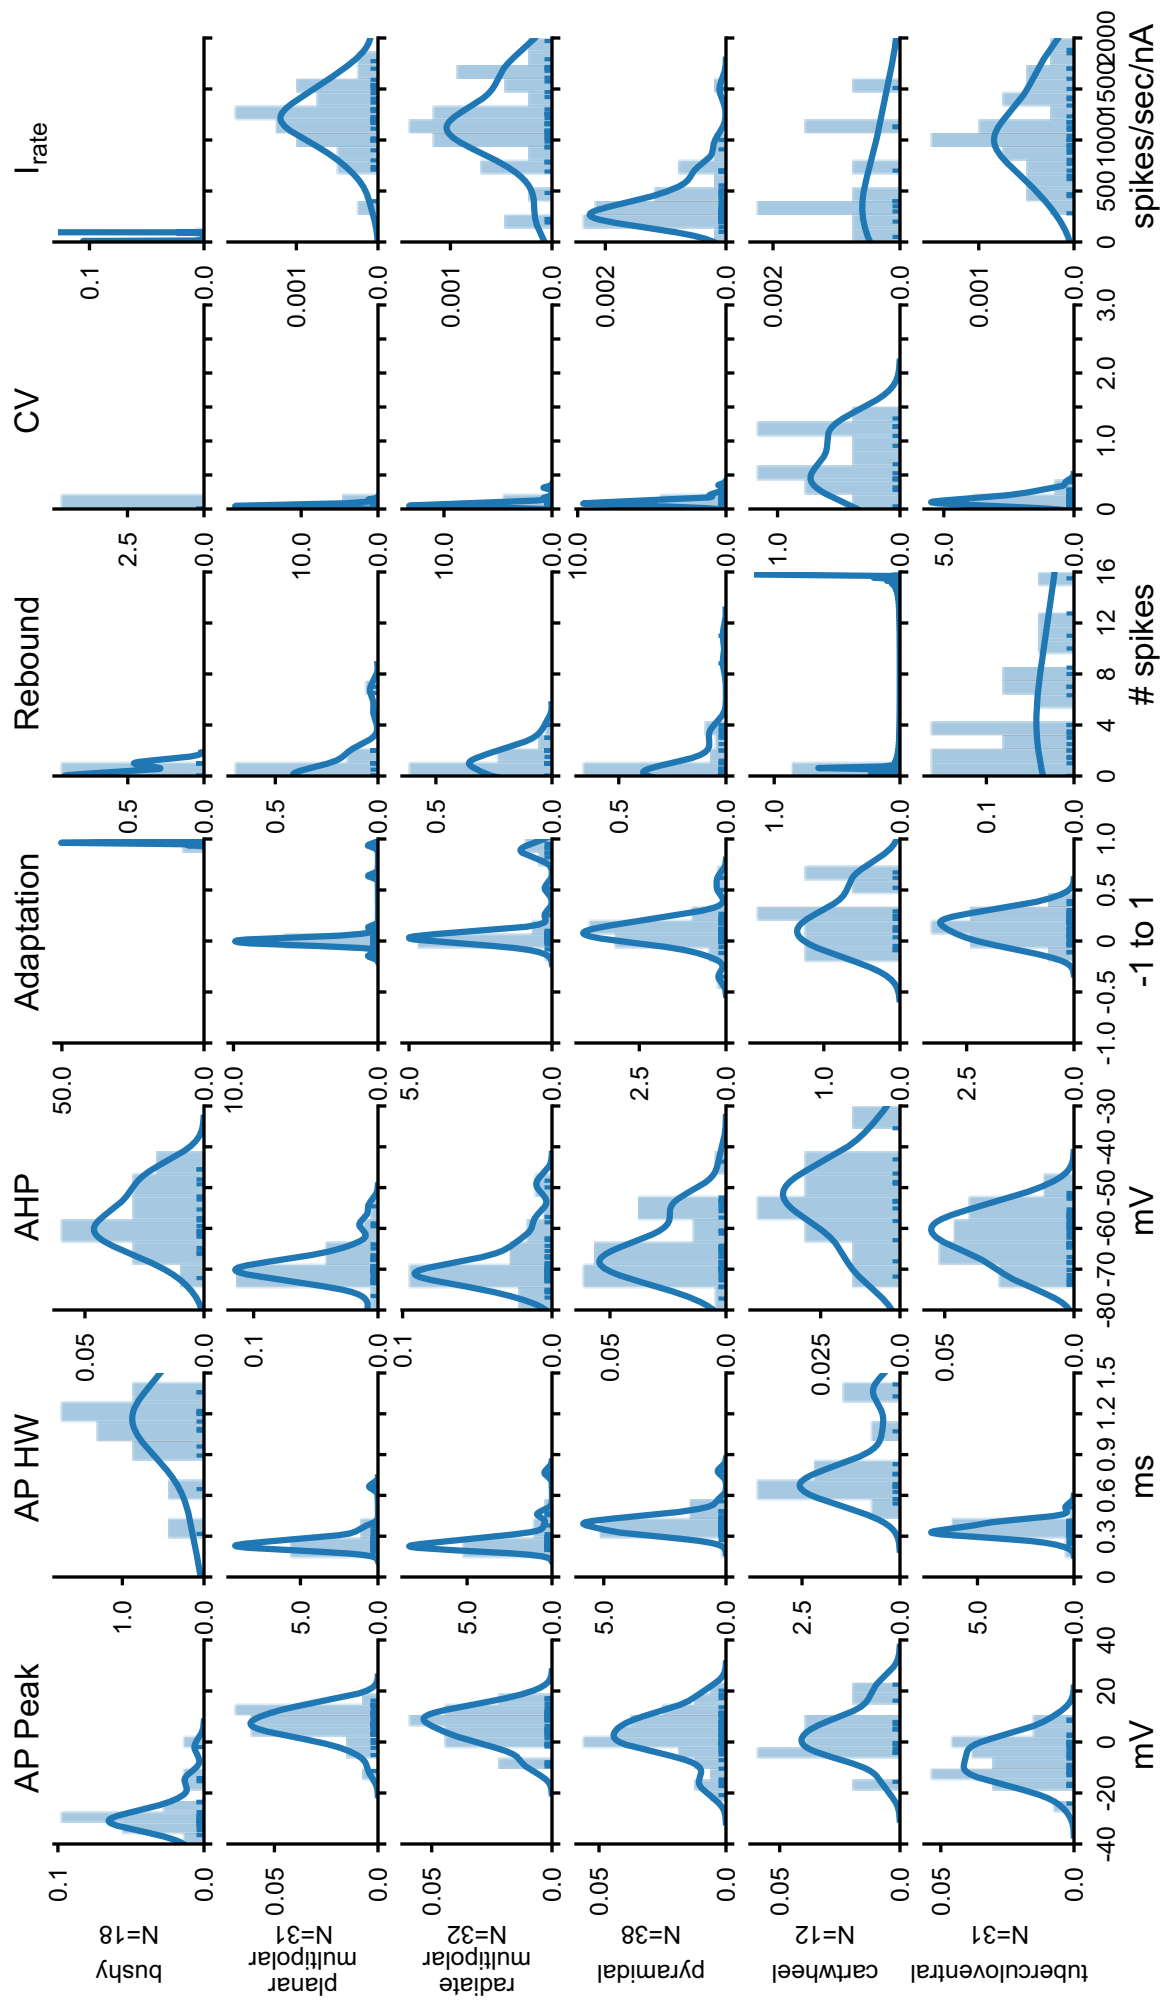 AP Peak AP HW AHP Adaptation Rebound CV I_rate
bushy
N=18
0.1 1.0 0.05 50.0 0.5 2.5 0.1
0.0 0.0 0.0 0.0 0.0 0.0 0.0
planar
multipolar
N=31
0.05 5.0 0.1 10.0 0.5 10.0 0.001
0.0 0.0 0.0 0.0 0.0 0.0 0.0
radiate
multipolar
N=32
0.05 5.0 0.1 5.0 0.5 10.0 0.001
0.0 0.0 0.0 0.0 0.0 0.0 0.0
pyramidal
N=38
0.05 5.0 0.05 2.5 0.5 10.0 0.002
0.0 0.0 0.0 0.0 0.0 0.0 0.0
cartwheel
N=12
0.05 2.5 0.025 1.0 1.0 1.0 0.002
0.0 0.0 0.0 0.0 0.0 0.0 0.0
tuberculoventral
N=31
0.05 5.0 0.05 2.5 0.1 5.0 0.001
0.0 0.0 0.0 0.0 0.0 0.0 0.0
-40 -20 0 20 40 0 0.3 0.6 0.9 1.2 1.5 -80 -70 -60 -50 -40 -30 -1.0 -0.5 0 0.5 1.0 0 4 8 12 16 0 1.0 2.0 3.0 0 500 1000 1500 2000
mV ms mV -1 to 1 # spikes spikes/sec/nA